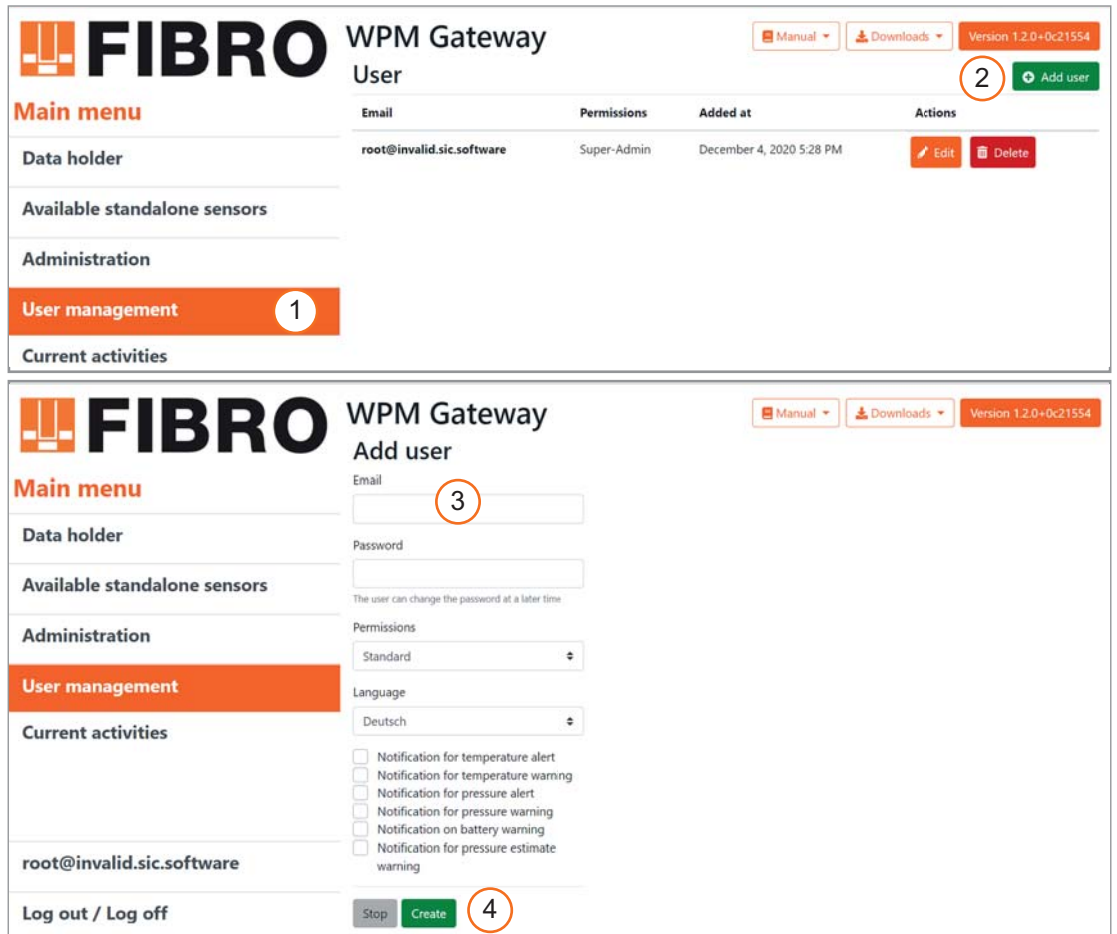 FIBRO
WPM Gateway
Manual
Downloads
Version 1.2.0+0c21554
User
2
Add user
Main menu
Email Permissions Added at Actions
root@invalid.sic.software Super-Admin December 4, 2020 5:28 PM Edit Delete
Data holder
Available standalone sensors
Administration
User management
1
Current activities
FIBRO
WPM Gateway
Manual
Downloads
Version 1.2.0+0c21554
Add user
Main menu
Data holder
Available standalone sensors
Administration
User management
Current activities
root@invalid.sic.software
Log out / Log off
Email
3
Password
The user can change the password at a later time
Permissions
Standard
Language
Deutsch
Notification for temperature alert
Notification for temperature warning
Notification for pressure alert
Notification for pressure warning
Notification on battery warning
Notification for pressure estimate
warning
Stop
Create
4